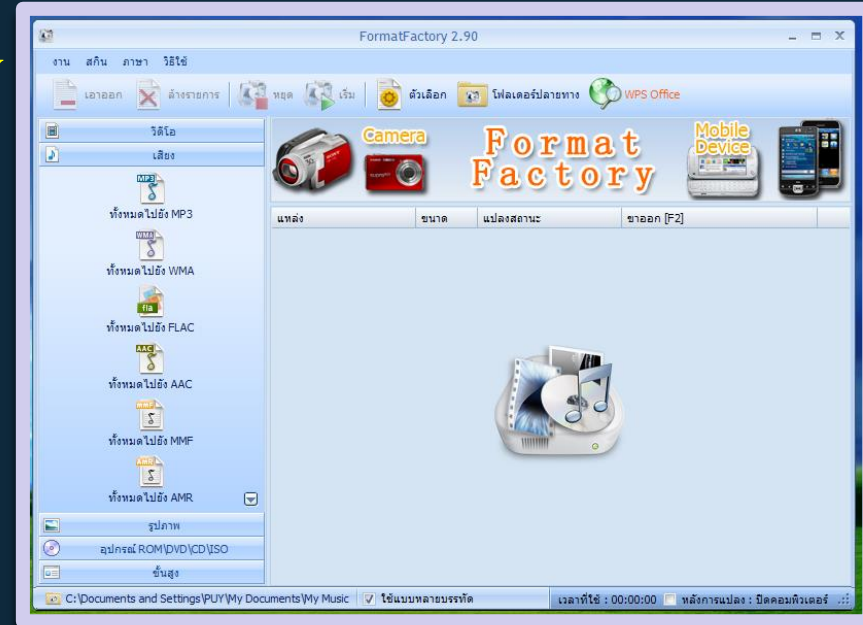 FormatFactory 2.90
งาน สกิน ภาษา วิธีใช้
เอาออก ล้างรายการ หยุด เริ่ม ตัวเลือก โฟลเดอร์ปลายทาง WPS Office
วิดีโอ
เสียง
MP3
ทั้งหมดไปยัง MP3
WMA
ทั้งหมดไปยัง WMA
fla
ทั้งหมดไปยัง FLAC
AAC
ทั้งหมดไปยัง AAC
MMF
ทั้งหมดไปยัง MMF
AMR
ทั้งหมดไปยัง AMR
รูปภาพ
อุปกรณ์ ROM\DVD\CD\ISO
ขั้นสูง
Camera
Format
Factory
Mobile
Device
แหล่ง ขนาด แปลงสถานะ ขาออก [F2]
C:\Documents and Settings\PUY\My Documents\My Music ใช้แบบหลายบรรทัด เวลาที่ใช้ : 00:00:00 หลังการแปลง : ปิดคอมพิวเตอร์